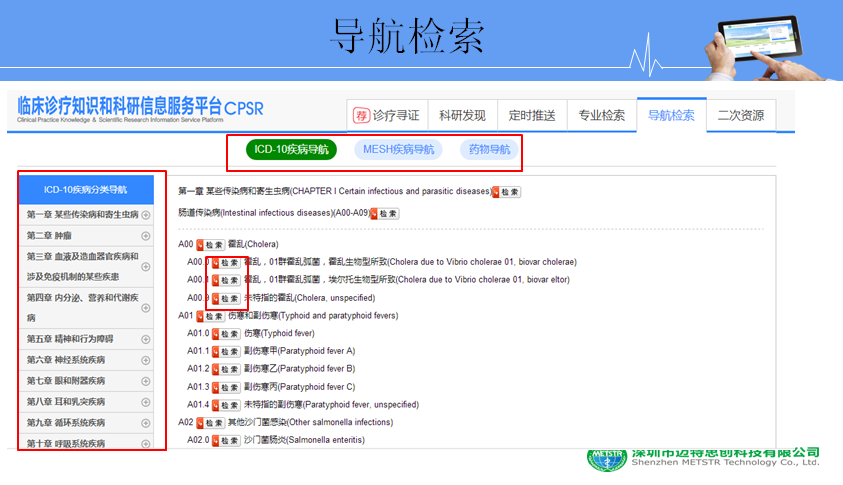 导航检索
临床诊疗知识和科研信息服务平台 CPSR
Clinical Practice Knowledge & Scientific Research Information Service Platform
荐 诊疗寻证 科研发现 定时推送 专业检索 导航检索 二次资源
ICD-10疾病导航 MESH疾病导航 药物导航
ICD-10疾病分类导航
第一章 某些传染病和寄生虫病
第二章 肿瘤
第三章 血液及造血器官疾病和
涉及免疫机制的某些疾患
第四章 内分泌、营养和代谢疾
病
第五章 精神和行为障碍
第六章 神经系统疾病
第七章 眼和附器疾病
第八章 耳和乳突疾病
第九章 循环系统疾病
第十章 呼吸系统疾病
第一章 某些传染病和寄生虫病(CHAPTER I Certain infectious and parasitic diseases) 检索
肠道传染病(Intestinal infectious diseases)(A00-A09) 检索
A00 检索 霍乱(Cholera)
A00.0 检索 霍乱，01群霍乱弧菌，霍乱生物型所致(Cholera due to Vibrio cholerae 01, biovar cholerae)
A00.1 检索 霍乱，01群霍乱弧菌，埃尔托生物型所致(Cholera due to Vibrio cholerae 01, biovar eltor)
A00.9 检索 未特指的霍乱(Cholera, unspecified)
A01 检索 伤寒和副伤寒(Typhoid and paratyphoid fevers)
A01.0 检索 伤寒(Typhoid fever)
A01.1 检索 副伤寒甲(Paratyphoid fever A)
A01.2 检索 副伤寒乙(Paratyphoid fever B)
A01.3 检索 副伤寒丙(Paratyphoid fever C)
A01.4 检索 未特指的副伤寒(Paratyphoid fever, unspecified)
A02 检索 其他沙门菌感染(Other salmonella infections)
A02.0 检索 沙门菌肠炎(Salmonella enteritis)
METSTR
深圳市迈特思创科技有限公司
Shenzhen METSTR Technology Co., Ltd.